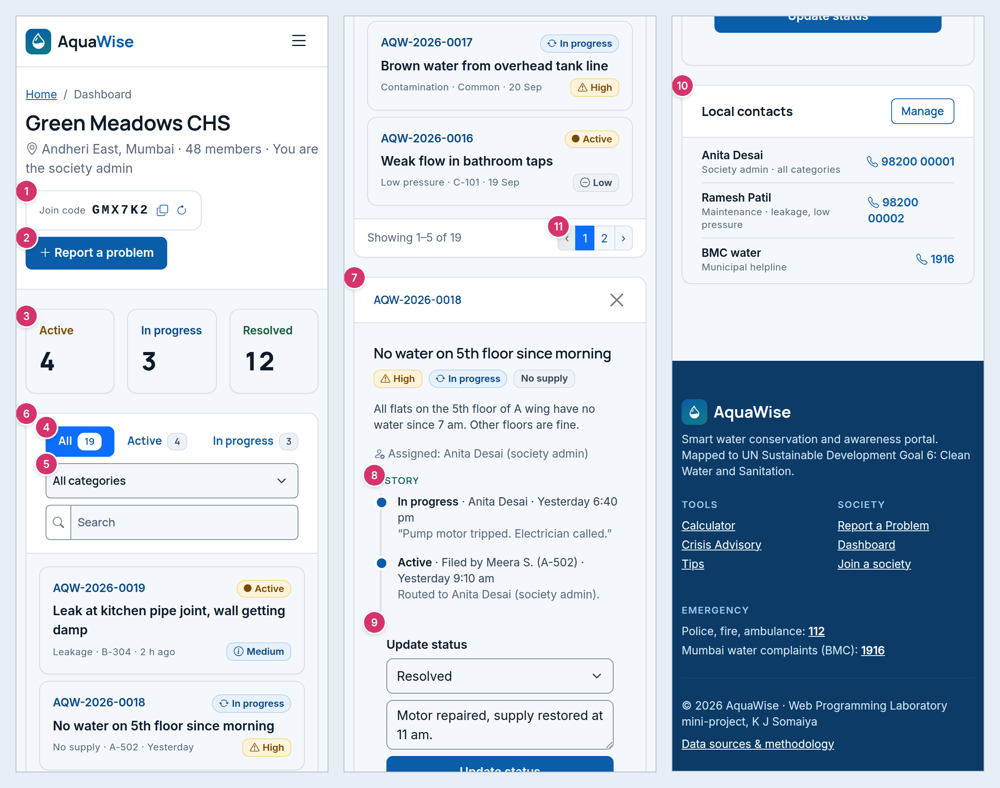 AquaWise
Home / Dashboard
Green Meadows CHS
Andheri East, Mumbai · 48 members · You are
the society admin
1
Join code GMX7K2
2
+ Report a problem
3
Active
4
In progress
3
Resolved
12
6
4
All 19
Active 4
In progress 3
5
All categories
Search
AQW-2026-0019
Active
Leak at kitchen pipe joint, wall getting
damp
Leakage · B-304 · 2 h ago
Medium
AQW-2026-0018
In progress
No water on 5th floor since morning
No supply · A-502 · Yesterday
High
AQW-2026-0017
In progress
Brown water from overhead tank line
Contamination · Common · 20 Sep
High
AQW-2026-0016
Active
Weak flow in bathroom taps
Low pressure · C-101 · 19 Sep
Low
Showing 1–5 of 19
11
‹ 1 2 ›
7
AQW-2026-0018
No water on 5th floor since morning
High
In progress
No supply
All flats on the 5th floor of A wing have no
water since 7 am. Other floors are fine.
Assigned: Anita Desai (society admin)
8
STORY
In progress · Anita Desai · Yesterday 6:40
pm
“Pump motor tripped. Electrician called.”
Active · Filed by Meera S. (A-502) ·
Yesterday 9:10 am
Routed to Anita Desai (society admin).
9
Update status
Resolved
Motor repaired, supply restored at
11 am.
Update status
Update status
10
Local contacts
Manage
Anita Desai
Society admin · all categories
98200 00001
Ramesh Patil
Maintenance · leakage, low
pressure
98200
00002
BMC water
Municipal helpline
1916
AquaWise
Smart water conservation and awareness portal.
Mapped to UN Sustainable Development Goal 6: Clean
Water and Sanitation.
TOOLS
Calculator
Crisis Advisory
Tips
SOCIETY
Report a Problem
Dashboard
Join a society
EMERGENCY
Police, fire, ambulance: 112
Mumbai water complaints (BMC): 1916
© 2026 AquaWise · Web Programming Laboratory
mini-project, K J Somaiya
Data sources & methodology